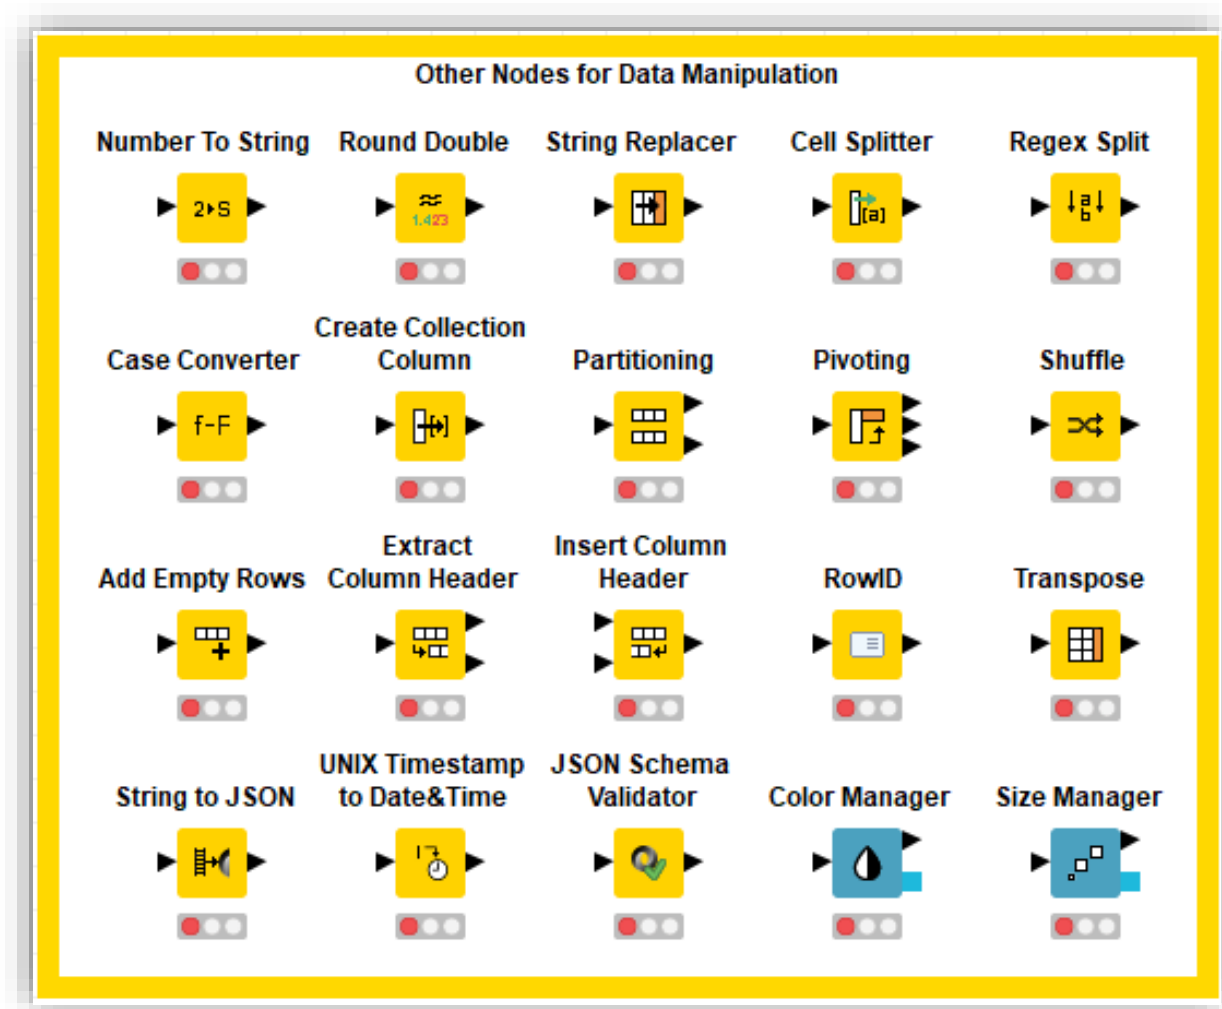 Other Nodes for Data Manipulation
Number To String
Round Double
String Replacer
Cell Splitter
Regex Split
2▸S
1.423
[a]
a
b
Case Converter
Create Collection
Column
Partitioning
Pivoting
Shuffle
f-F
Add Empty Rows
Extract
Column Header
Insert Column
Header
RowID
Transpose
String to JSON
UNIX Timestamp
to Date&Time
JSON Schema
Validator
Color Manager
Size Manager